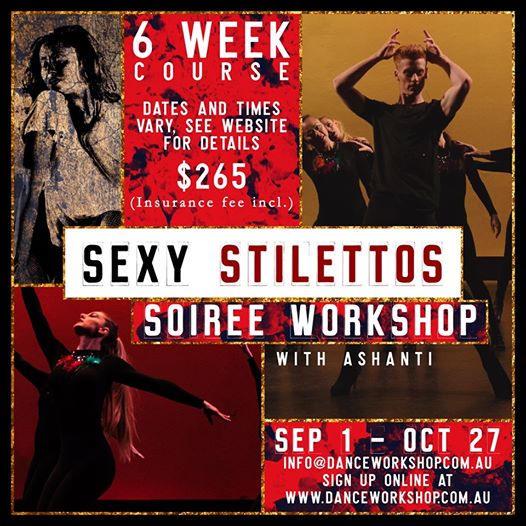 6 WEEK
COURSE
DATES AND TIMES
VARY, SEE WEBSITE
FOR DETAILS
$265
(Insurance fee incl.)
SEXY STILETTOS
SOIREE WORKSHOP
WITH ASHANTI
SEP 1 - OCT 27
INFO@DANCEWORKSHOP.COM.AU
SIGN UP ONLINE AT
WWW.DANCEWORKSHOP.COM.AU